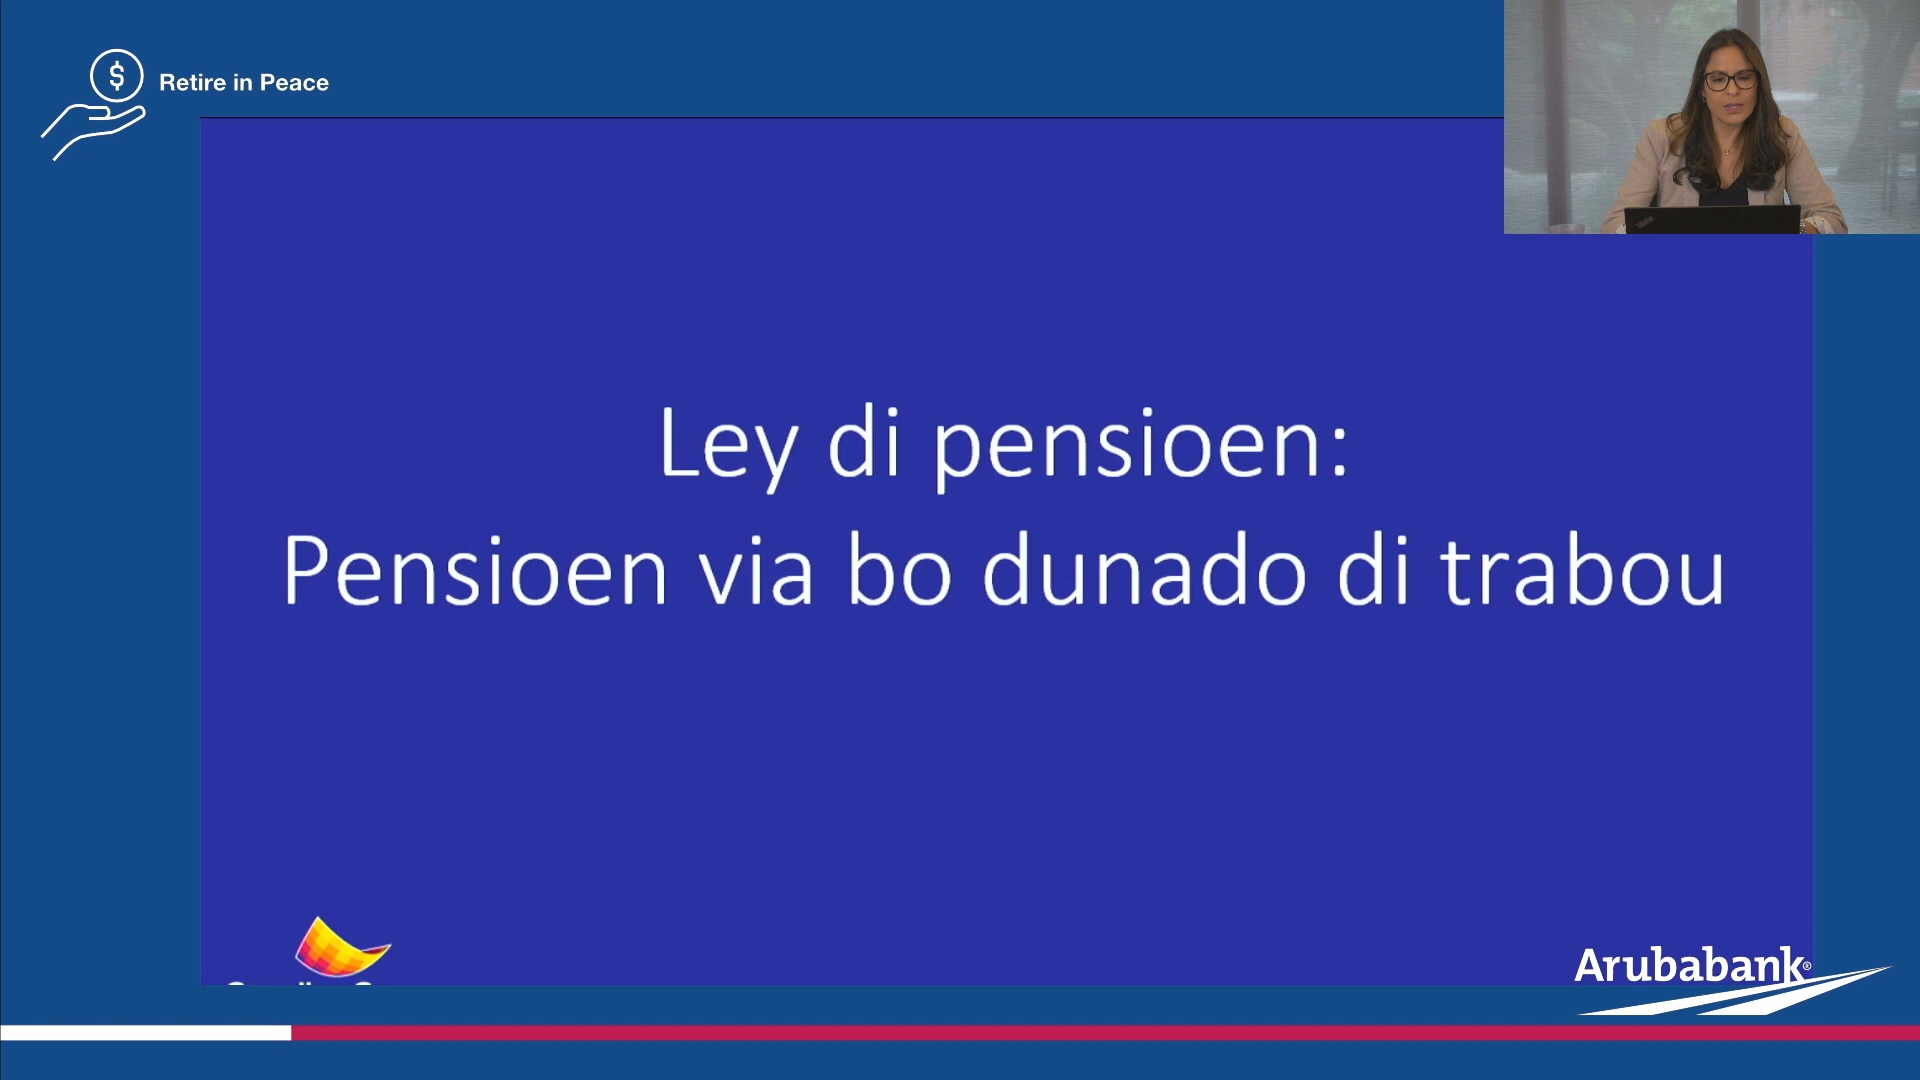 $
Retire in Peace
Ley di pensioen:
Pensioen via bo dunado di trabou
Arubabank®